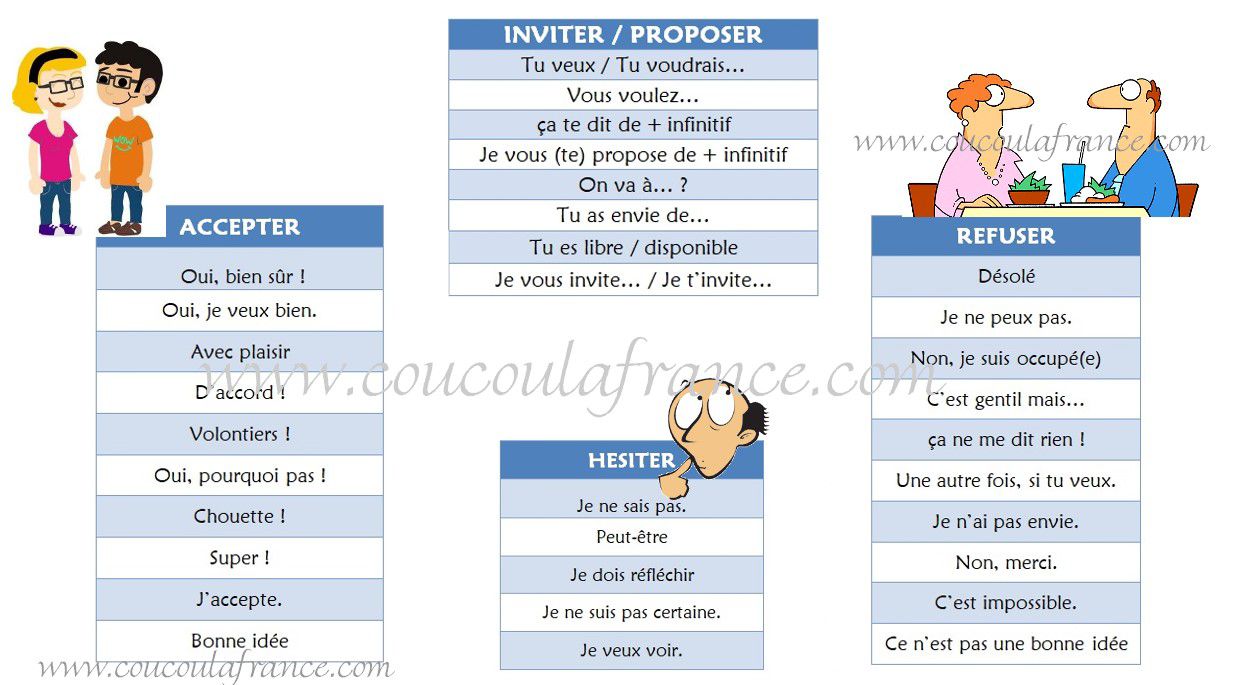 INVITER / PROPOSER
Tu veux / Tu voudrais…
Vous voulez…
ça te dit de + infinitif
Je vous (te) propose de + infinitif
On va à… ?
Tu as envie de…
Tu es libre / disponible
Je vous invite… / Je t’invite…
wow
www.coucoulafrance.com
ACCEPTER
Oui, bien sûr !
Oui, je veux bien.
Avec plaisir
D’accord !
Volontiers !
Oui, pourquoi pas !
Chouette !
Super !
J’accepte.
Bonne idée
www.coucoulafrance.com
HESITER
Je ne sais pas.
Peut-être
Je dois réfléchir
Je ne suis pas certaine.
Je veux voir.
REFUSER
Désolé
Je ne peux pas.
Non, je suis occupé(e)
C’est gentil mais…
ça ne me dit rien !
Une autre fois, si tu veux.
Je n’ai pas envie.
Non, merci.
C’est impossible.
Ce n’est pas une bonne idée
www.coucoulafrance.com